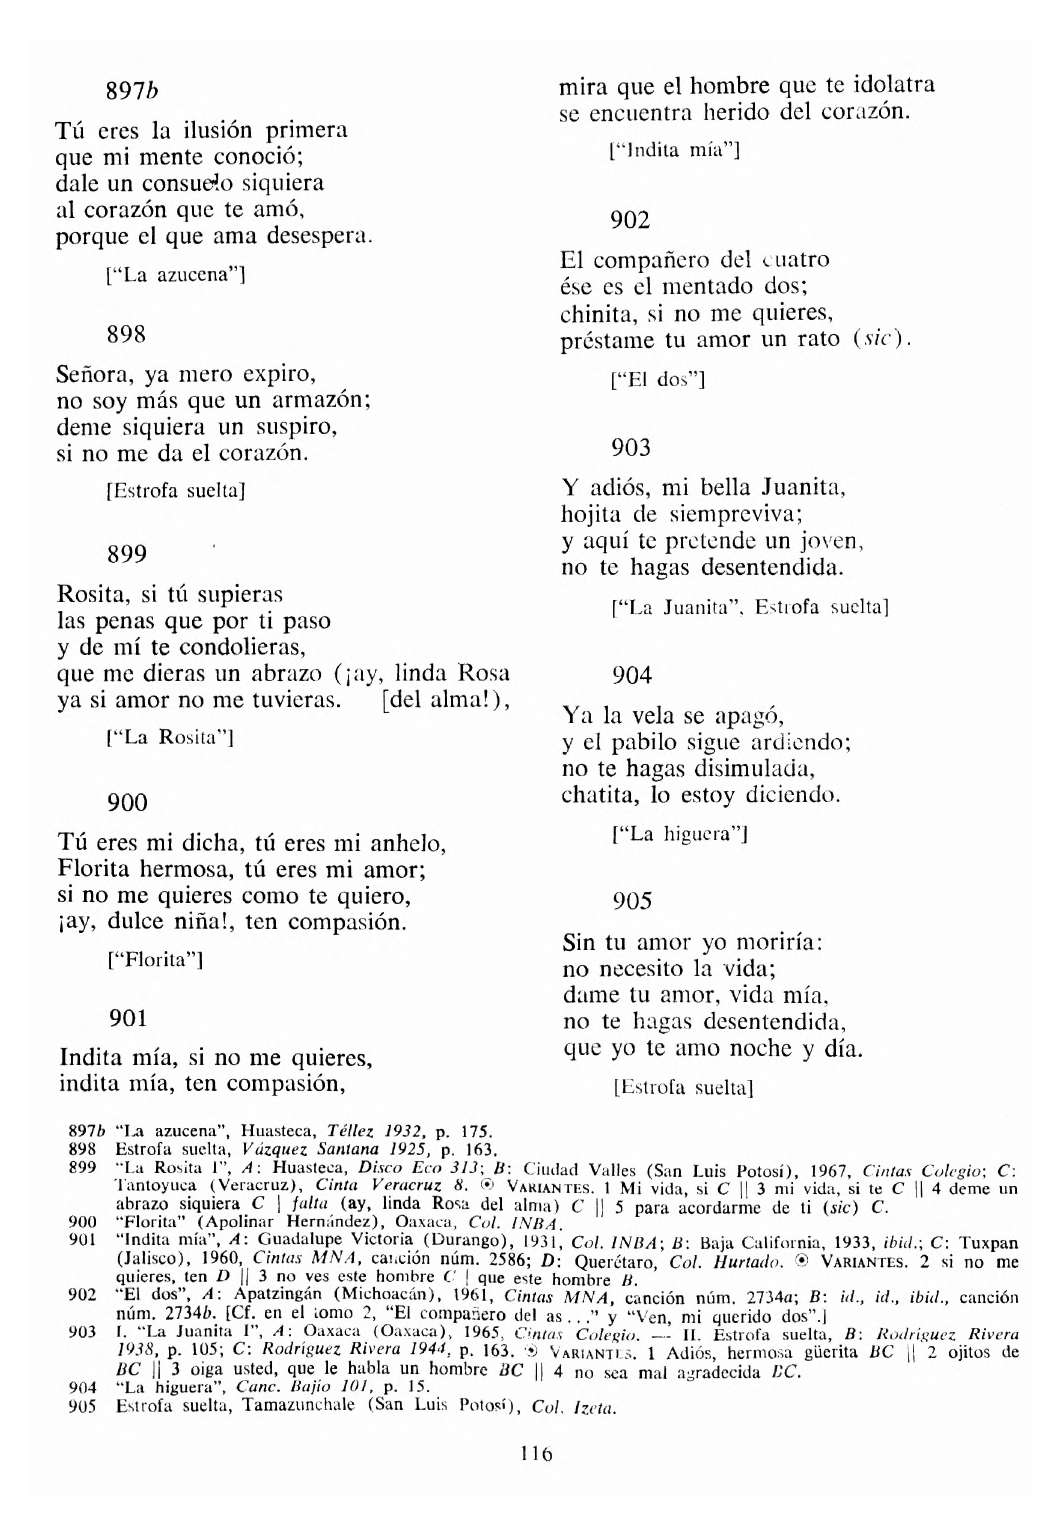 897b
Tú eres la ilusión primera
que mi mente conoció;
dale un consuelo siquiera
al corazón que te amó,
porque el que ama desespera.
[“La azucena”]
898
Señora, ya mero expiro,
no soy más que un armazón;
deme siquiera un suspiro,
si no me da el corazón.
[Estrofa suelta]
899
Rosita, si tú supieras
las penas que por ti paso
y de mí te condolieras,
que me dieras un abrazo (¡ay, linda Rosa
ya si amor no me tuvieras. [del alma!),
[“La Rosita”]
900
Tú eres mi dicha, tú eres mi anhelo,
Florita hermosa, tú eres mi amor;
si no me quieres como te quiero,
¡ay, dulce niña!, ten compasión.
[“Florita”]
901
Indita mía, si no me quieres,
indita mía, ten compasión,
mira que el hombre que te idolatra
se encuentra herido del corazón.
[“Indita mía”]
902
El compañero del cuatro
ése es el mentado dos;
chinita, si no me quieres,
préstame tu amor un rato (sic).
[“El dos”]
903
Y adiós, mi bella Juanita,
hojita de siempreviva;
y aquí te pretende un joven,
no te hagas desentendida.
[“La Juanita”, Estrofa suelta]
904
Ya la vela se apagó,
y el pabilo sigue ardiendo;
no te hagas disimulada,
chatita, lo estoy diciendo.
[“La higuera”]
905
Sin tu amor yo moriría:
no necesito la vida;
dame tu amor, vida mía,
no te hagas desentendida,
que yo te amo noche y día.
[Estrofa suelta]
897b “La azucena”, Huasteca, Téllez 1932, p. 175.
898 Estrofa suelta, Vázquez Santana 1925, p. 163.
899 “La Rosita I”, A: Huasteca, Disco Eco 313; B: Ciudad Valles (San Luis Potosí), 1967, Cintas Colegio; C:
Tantoyuca (Veracruz), Cinta Veracruz 8. ⦿ VARIANTES. 1 Mi vida, si C || 3 mi vida, si te C || 4 deme un
abrazo siquiera C | falta (ay, linda Rosa del alma) C || 5 para acordarme de ti (sic) C.
900 “Florita” (Apolinar Hernández), Oaxaca, Col. INBA.
901 “Indita mía”, A: Guadalupe Victoria (Durango), 1931, Col. INBA; B: Baja California, 1933, ibid.; C: Tuxpan
(Jalisco), 1960, Cintas MNA, canción núm. 2586; D: Querétaro, Col. Hurtado. ⦿ VARIANTES. 2 si no me
quieres, ten D || 3 no ves este hombre C | que este hombre B.
902 “El dos”, A: Apatzingán (Michoacán), 1961, Cintas MNA, canción núm. 2734a; B: id., id., ibid., canción
núm. 2734b. [Cf. en el tomo 2, “El compañero del as...” y “Ven, mi querido dos”.]
903 I. “La Juanita I”, A: Oaxaca (Oaxaca), 1965, Cintas Colegio. — II. Estrofa suelta, B: Rodríguez Rivera
1938, p. 105; C: Rodríguez Rivera 1944, p. 163. ⦿ VARIANTES. 1 Adiós, hermosa güerita BC || 2 ojitos de
BC || 3 oiga usted, que le habla un hombre BC || 4 no sea mal agradecida BC.
904 “La higuera”, Canc. Bajío 101, p. 15.
905 Estrofa suelta, Tamazunchale (San Luis Potosí), Col. Izeta.
116